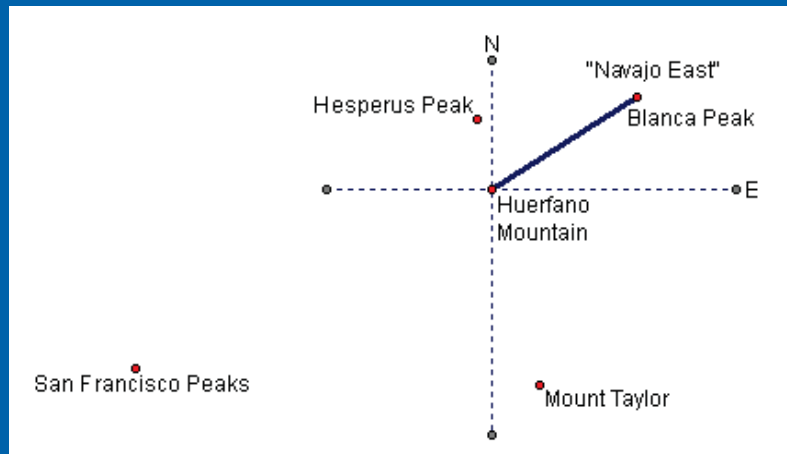 N
"Navajo East"
Hesperus Peak
Blanca Peak
E
Huerfano
Mountain
San Francisco Peaks
Mount Taylor